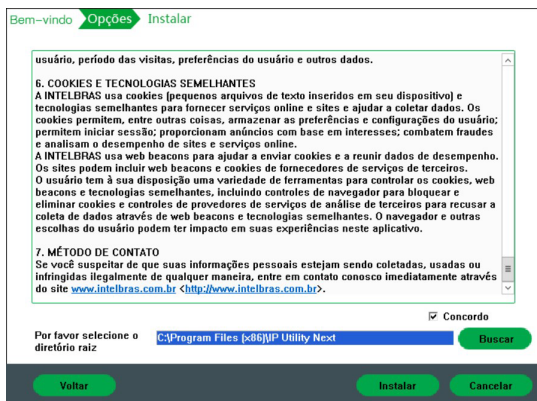 Bem-vindo Opções Instalar
usuário, período das visitas, preferências do usuário e outros dados.
6. COOKIES E TECNOLOGIAS SEMELHANTES
A INTELBRAS usa cookies (pequenos arquivos de texto inseridos em seu dispositivo) e
tecnologias semelhantes para fornecer serviços online e sites e ajudar a coletar dados. Os
cookies permitem, entre outras coisas, armazenar as preferências e configurações do usuário;
permitem iniciar sessão; proporcionam anúncios com base em interesses; combatem fraudes
e analisam o desempenho de sites e serviços online.
A INTELBRAS usa web beacons para ajudar a enviar cookies e a reunir dados de desempenho.
Os sites podem incluir web beacons e cookies de fornecedores de serviços de terceiros.
O usuário tem à sua disposição uma variedade de ferramentas para controlar os cookies, web
beacons e tecnologias semelhantes, incluindo controles de navegador para bloquear e
eliminar cookies e controles de provedores de serviços de análise de terceiros para recusar a
coleta de dados através de web beacons e tecnologias semelhantes. O navegador e outras
escolhas do usuário podem ter impacto em suas experiências neste aplicativo.
7. MÉTODO DE CONTATO
Se você suspeitar de que suas informações pessoais estejam sendo coletadas, usadas ou
infringidas ilegalmente de qualquer maneira, entre em contato conosco imediatamente através
do site www.intelbras.com.br <http://www.intelbras.com.br>.
Concordo
Por favor selecione o
diretório raiz
C:\Program Files (x86)\IP Utility Next
Buscar
Voltar Instalar Cancelar